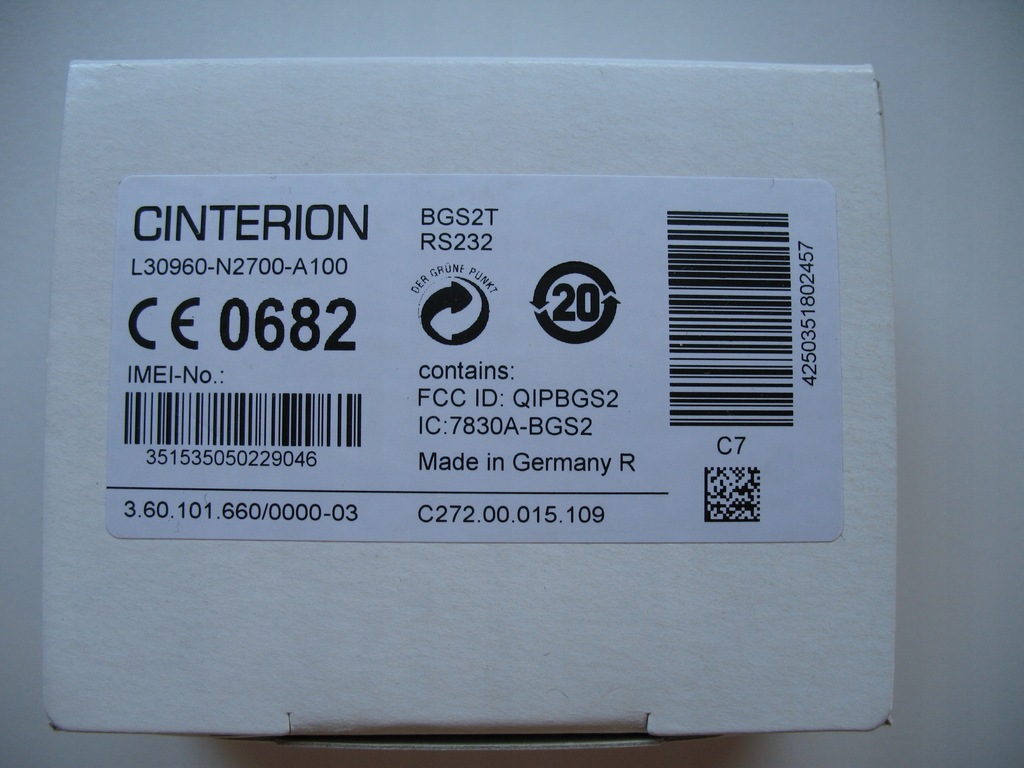 CINTERION
L30960-N2700-A100
CE 0682
IMEI-No.:
351535050229046
3.60.101.660/0000-03
BGS2T
RS232
DER GRÜNE PUNKT
20
contains:
FCC ID: QIPBGS2
IC:7830A-BGS2
Made in Germany R
C272.00.015.109
4250351802457
C7